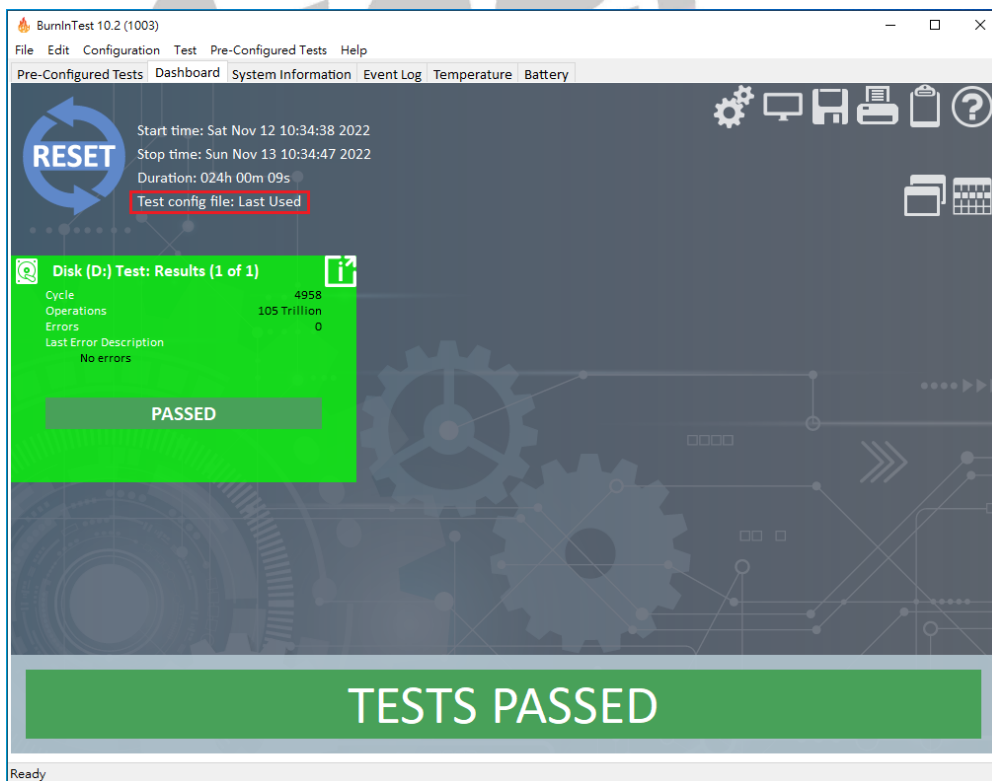 BurnInTest 10.2 (1003)
File Edit Configuration Test Pre-Configured Tests Help
Pre-Configured Tests Dashboard System Information Event Log Temperature Battery
RESET
Start time: Sat Nov 12 10:34:38 2022
Stop time: Sun Nov 13 10:34:47 2022
Duration: 024h 00m 09s
Test config file: Last Used
Disk (D:) Test: Results (1 of 1)
Cycle 4958
Operations 105 Trillion
Errors 0
Last Error Description
No errors
PASSED
TESTS PASSED
Ready